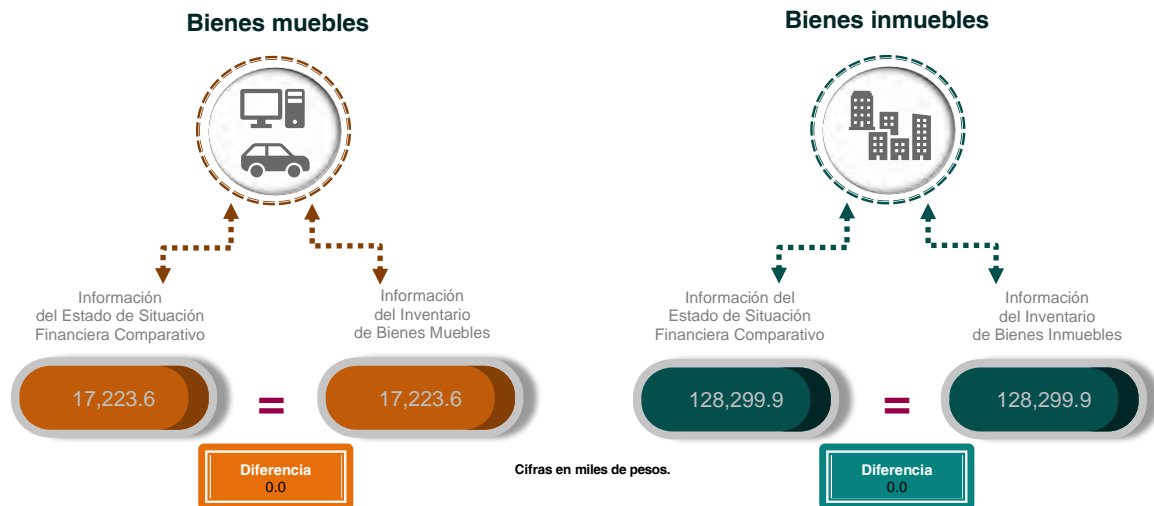 Bienes muebles
Información
del Estado de Situación
Financiera Comparativo
Información
del Inventario
de Bienes Muebles
17,223.6
=
17,223.6
Diferencia
0.0
Bienes inmuebles
Información del
Estado de Situación
Financiera Comparativo
Información
del Inventario
de Bienes Inmuebles
128,299.9
=
128,299.9
Diferencia
0.0
Cifras en miles de pesos.